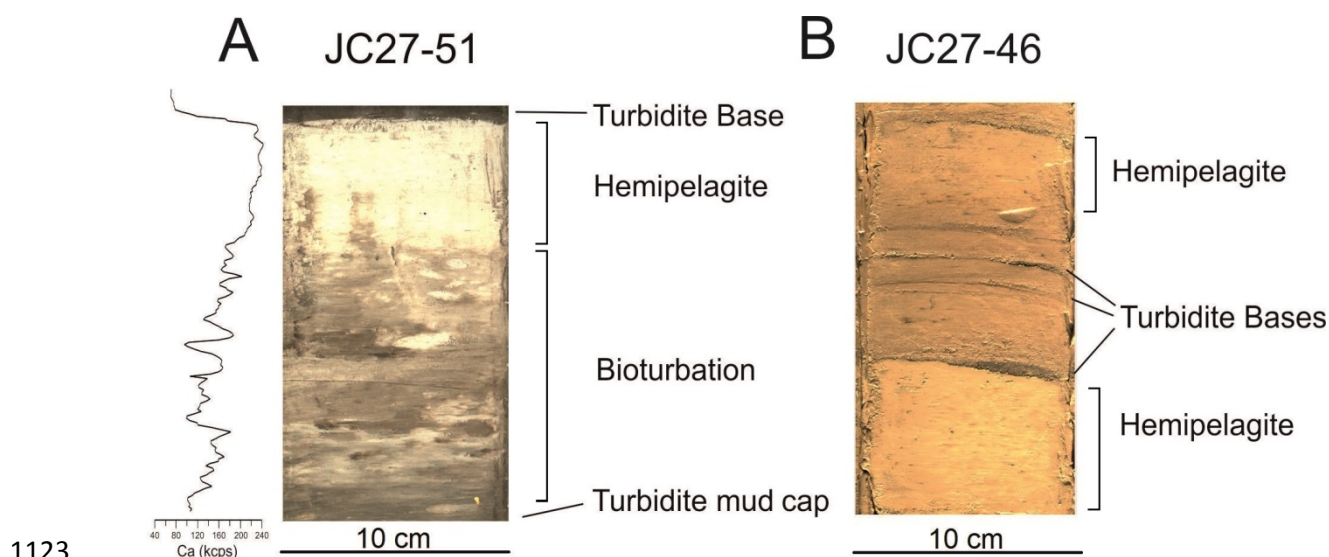 A
JC27-51
B
JC27-46
Turbidite Base
Hemipelagite
Bioturbation
Turbidite mud cap
Hemipelagite
Turbidite Bases
Hemipelagite
40 80 120 160 200 240
Ca (kcps)
10 cm
10 cm
1123